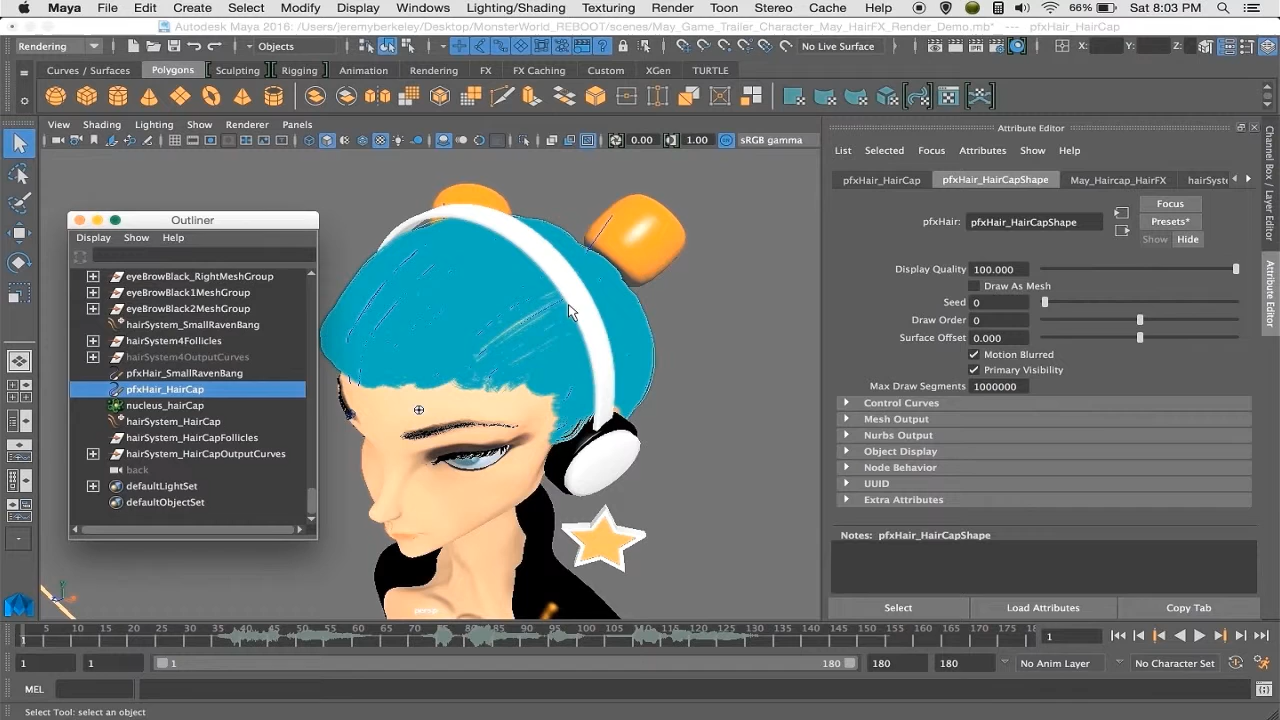 Maya File Edit Create Select Modify Display Windows Lighting/Shading Texturing Render Toon Stereo Cache Help 66% Sat 8:03 PM
Autodesk Maya 2016: /Users/jeremyberkeley/Desktop/MonsterWorld_REBOOT/scenes/May_Game_Trailer_Character_May_HairFX_Render_Demo.mb* --- pfxHair_HairCap
Rendering Objects No Live Surface X: Y: Z:
Curves / Surfaces Polygons Sculpting Rigging Animation Rendering FX FX Caching Custom XGen TURTLE
View Shading Lighting Show Renderer Panels
0.00 1.00 sRGB gamma
Outliner
Display Show Help
eyeBrowBlack_RightMeshGroup
eyeBrowBlack1MeshGroup
eyeBrowBlack2MeshGroup
hairSystem_SmallRavenBang
hairSystem4Follicles
hairSystem4OutputCurves
pfxHair_SmallRavenBang
pfxHair_HairCap
nucleus_hairCap
hairSystem_HairCap
hairSystem_HairCapFollicles
hairSystem_HairCapOutputCurves
back
defaultLightSet
defaultObjectSet
persp
Attribute Editor
List Selected Focus Attributes Show Help
pfxHair_HairCap pfxHair_HairCapShape May_Haircap_HairFX hairSyste
Focus
pfxHair: pfxHair_HairCapShape Presets*
Show Hide
Display Quality 100.000
Draw As Mesh
Seed 0
Draw Order 0
Surface Offset 0.000
Motion Blurred
Primary Visibility
Max Draw Segments 1000000
Control Curves
Mesh Output
Nurbs Output
Object Display
Node Behavior
UUID
Extra Attributes
Notes: pfxHair_HairCapShape
Select Load Attributes Copy Tab
Channel Box / Layer Editor
Attribute Editor
1 5 10 15 20 25 30 35 40 45 50 55 60 65 70 75 80 85 90 95 100 105 110 115 120 125 130 135 140 145 150 155 160 165 170 175 18 1
1 1 1 180 180 180 No Anim Layer No Character Set
MEL
Select Tool: select an object